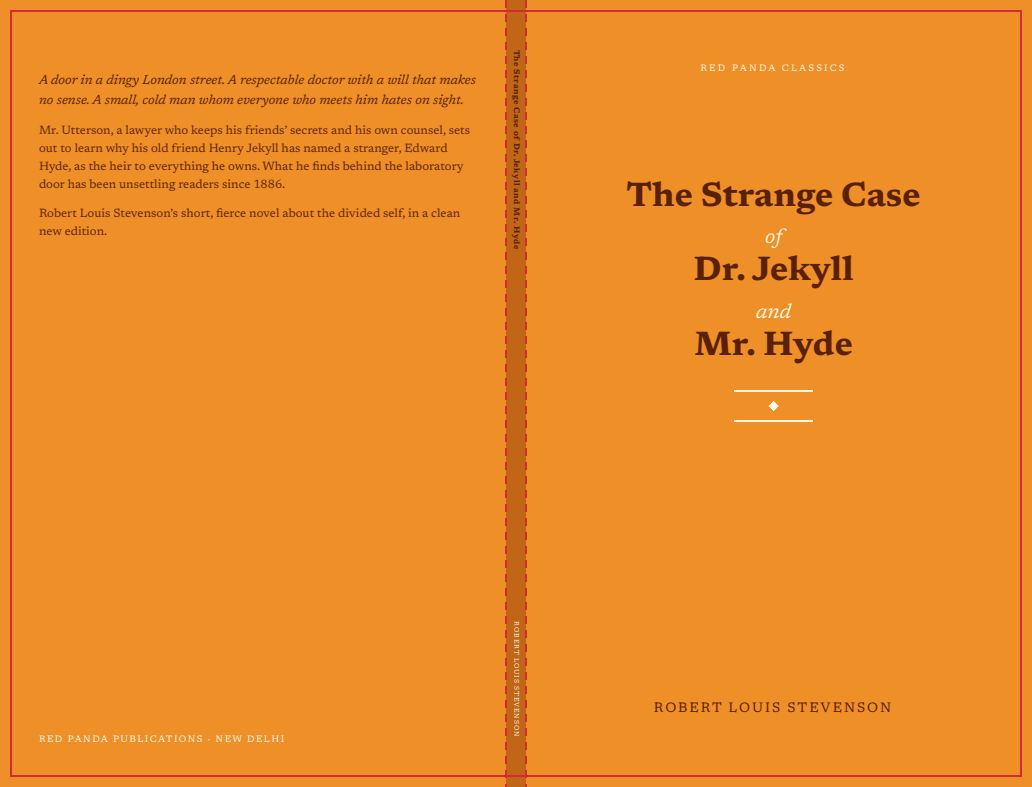 A door in a dingy London street. A respectable doctor with a will that makes
no sense. A small, cold man whom everyone who meets him hates on sight.
Mr. Utterson, a lawyer who keeps his friends’ secrets and his own counsel, sets
out to learn why his old friend Henry Jekyll has named a stranger, Edward
Hyde, as the heir to everything he owns. What he finds behind the laboratory
door has been unsettling readers since 1886.
Robert Louis Stevenson’s short, fierce novel about the divided self, in a clean
new edition.
RED PANDA PUBLICATIONS · NEW DELHI
The Strange Case of Dr. Jekyll and Mr. Hyde
ROBERT LOUIS STEVENSON
RED PANDA CLASSICS
The Strange Case
of
Dr. Jekyll
and
Mr. Hyde
ROBERT LOUIS STEVENSON